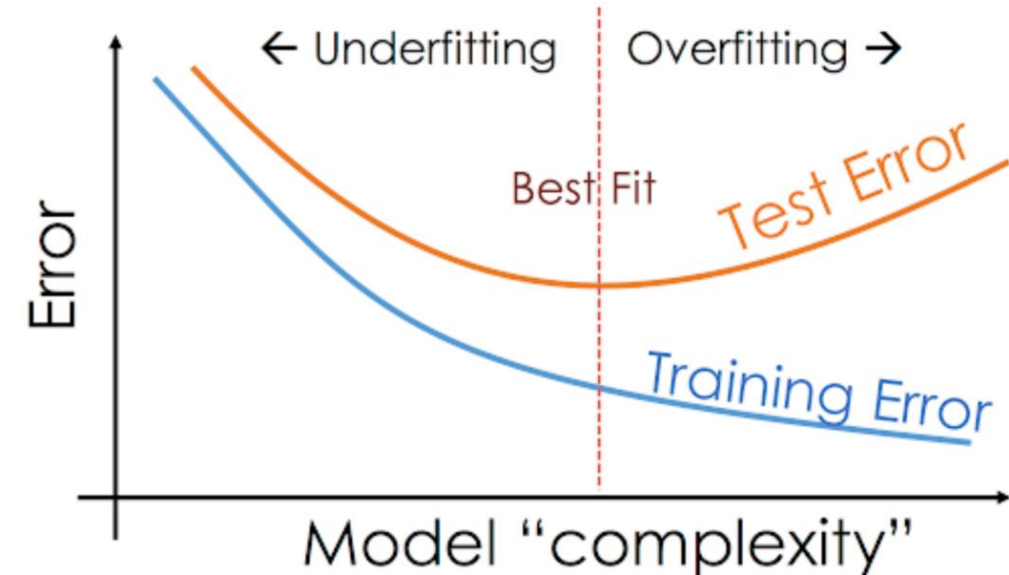 ← Underfitting
Overfitting →
Best Fit
Test Error
Error
Training Error
Model “complexity”